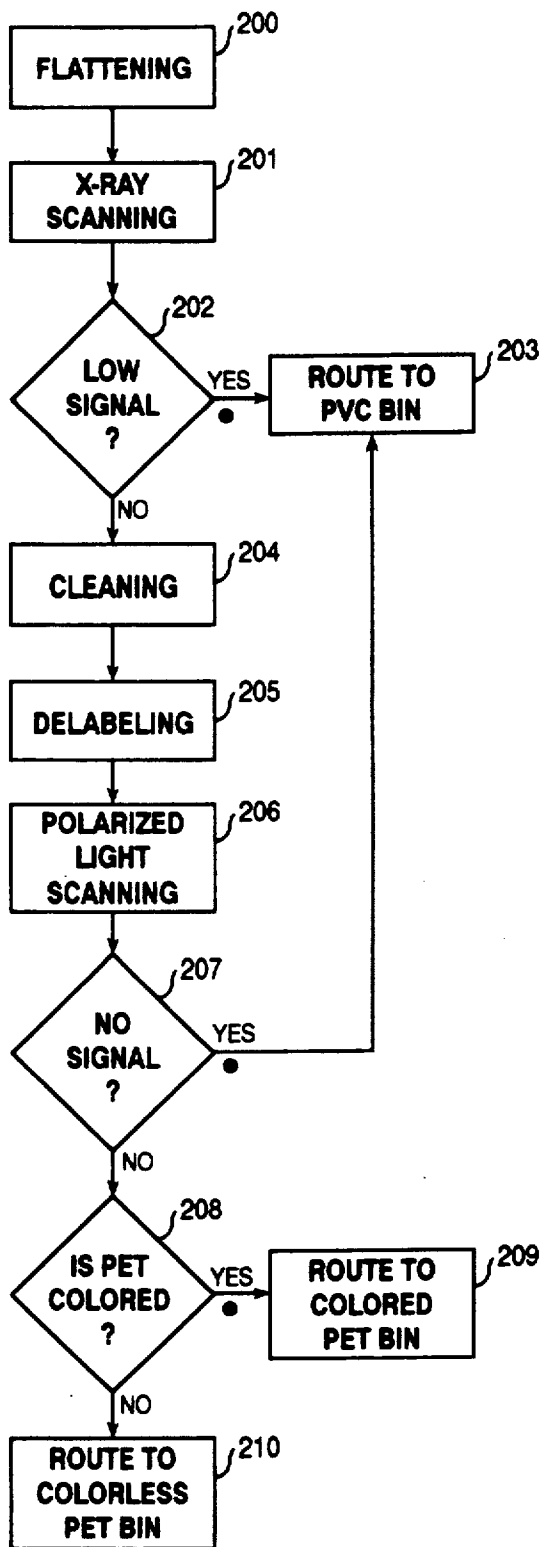 200
FLATTENING
201
X-RAY
SCANNING
202
LOW
SIGNAL
?
YES
203
ROUTE TO
PVC BIN
NO
204
CLEANING
205
DELABELING
206
POLARIZED
LIGHT
SCANNING
207
NO
SIGNAL
?
YES
NO
208
IS PET
COLORED
?
YES
209
ROUTE TO
COLORED
PET BIN
NO
210
ROUTE TO
COLORLESS
PET BIN